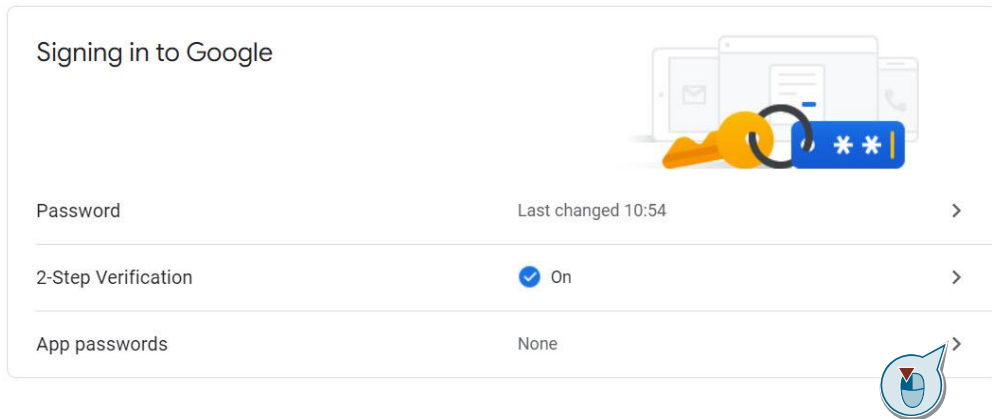 Signing in to Google
**
Password Last changed 10:54
2-Step Verification On
App passwords None